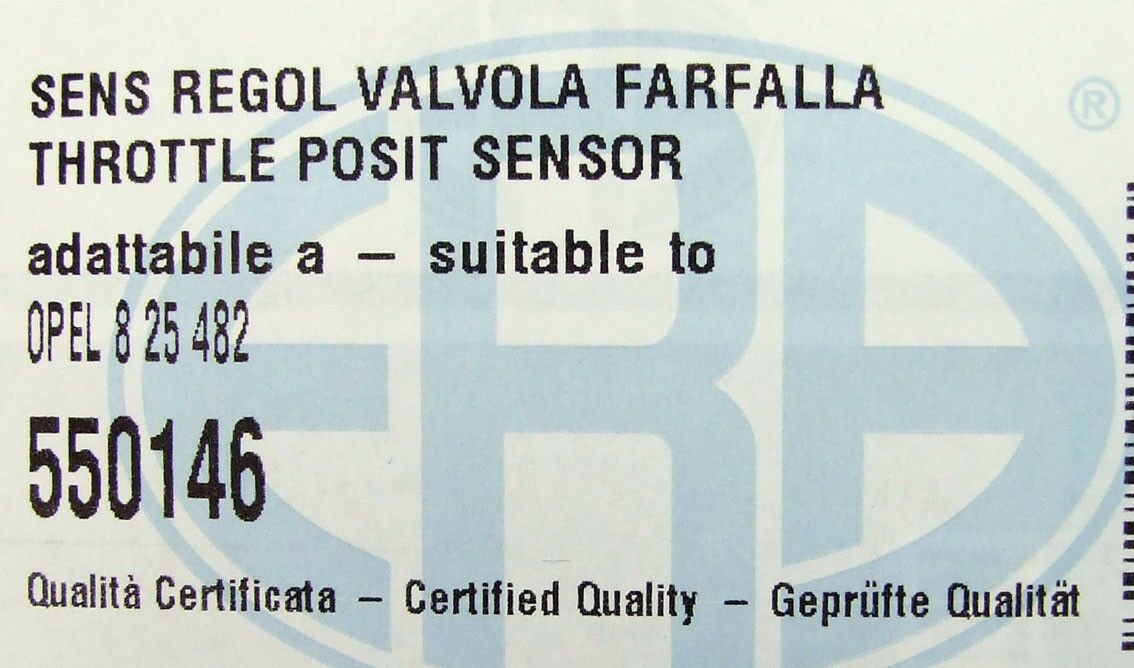 SENS REGOL VALVOLA FARFALLA
THROTTLE POSIT SENSOR
adattabile a – suitable to
OPEL 8 25 482
550146
Qualità Certificata – Certified Quality – Geprüfte Qualität
ERA ®